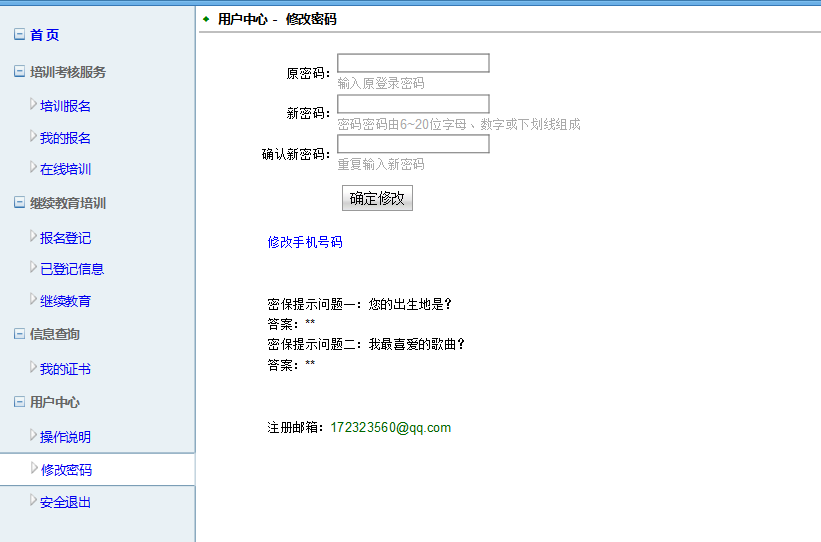 首 页
培训考核服务
培训报名
我的报名
在线培训
继续教育培训
报名登记
已登记信息
继续教育
信息查询
我的证书
用户中心
操作说明
修改密码
安全退出
用户中心 - 修改密码
原密码：
输入原登录密码
新密码：
密码密码由6~20位字母、数字或下划线组成
确认新密码：
重复输入新密码
确定修改
修改手机号码
密保提示问题一：您的出生地是?
答案：**
密保提示问题二：我最喜爱的歌曲?
答案：**
注册邮箱：172323560@qq.com